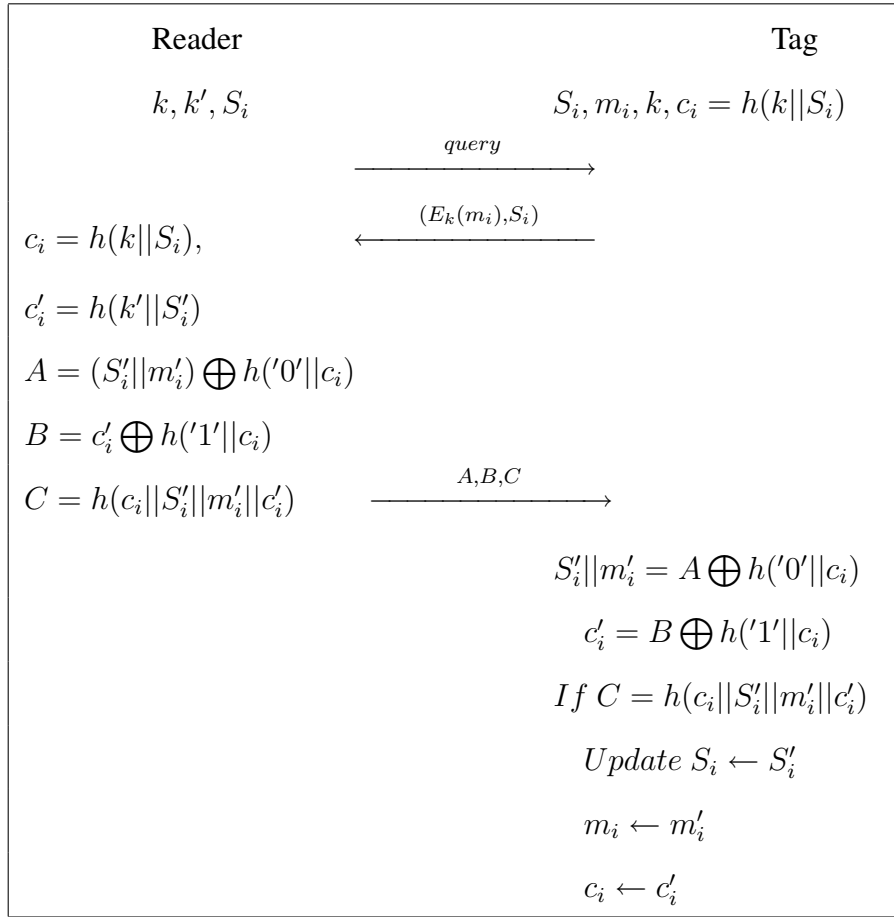 Reader Tag
k, k', S_i S_i, m_i, k, c_i = h(k||S_i)
query
(E_k(m_i),S_i)
c_i = h(k||S_i),
c'_i = h(k'||S'_i)
A = (S'_i||m'_i) ⨁ h('0'||c_i)
B = c'_i ⨁ h('1'||c_i)
A,B,C
C = h(c_i||S'_i||m'_i||c'_i)
S'_i||m'_i = A ⨁ h('0'||c_i)
c'_i = B ⨁ h('1'||c_i)
If C = h(c_i||S'_i||m'_i||c'_i)
Update S_i ← S'_i
m_i ← m'_i
c_i ← c'_i